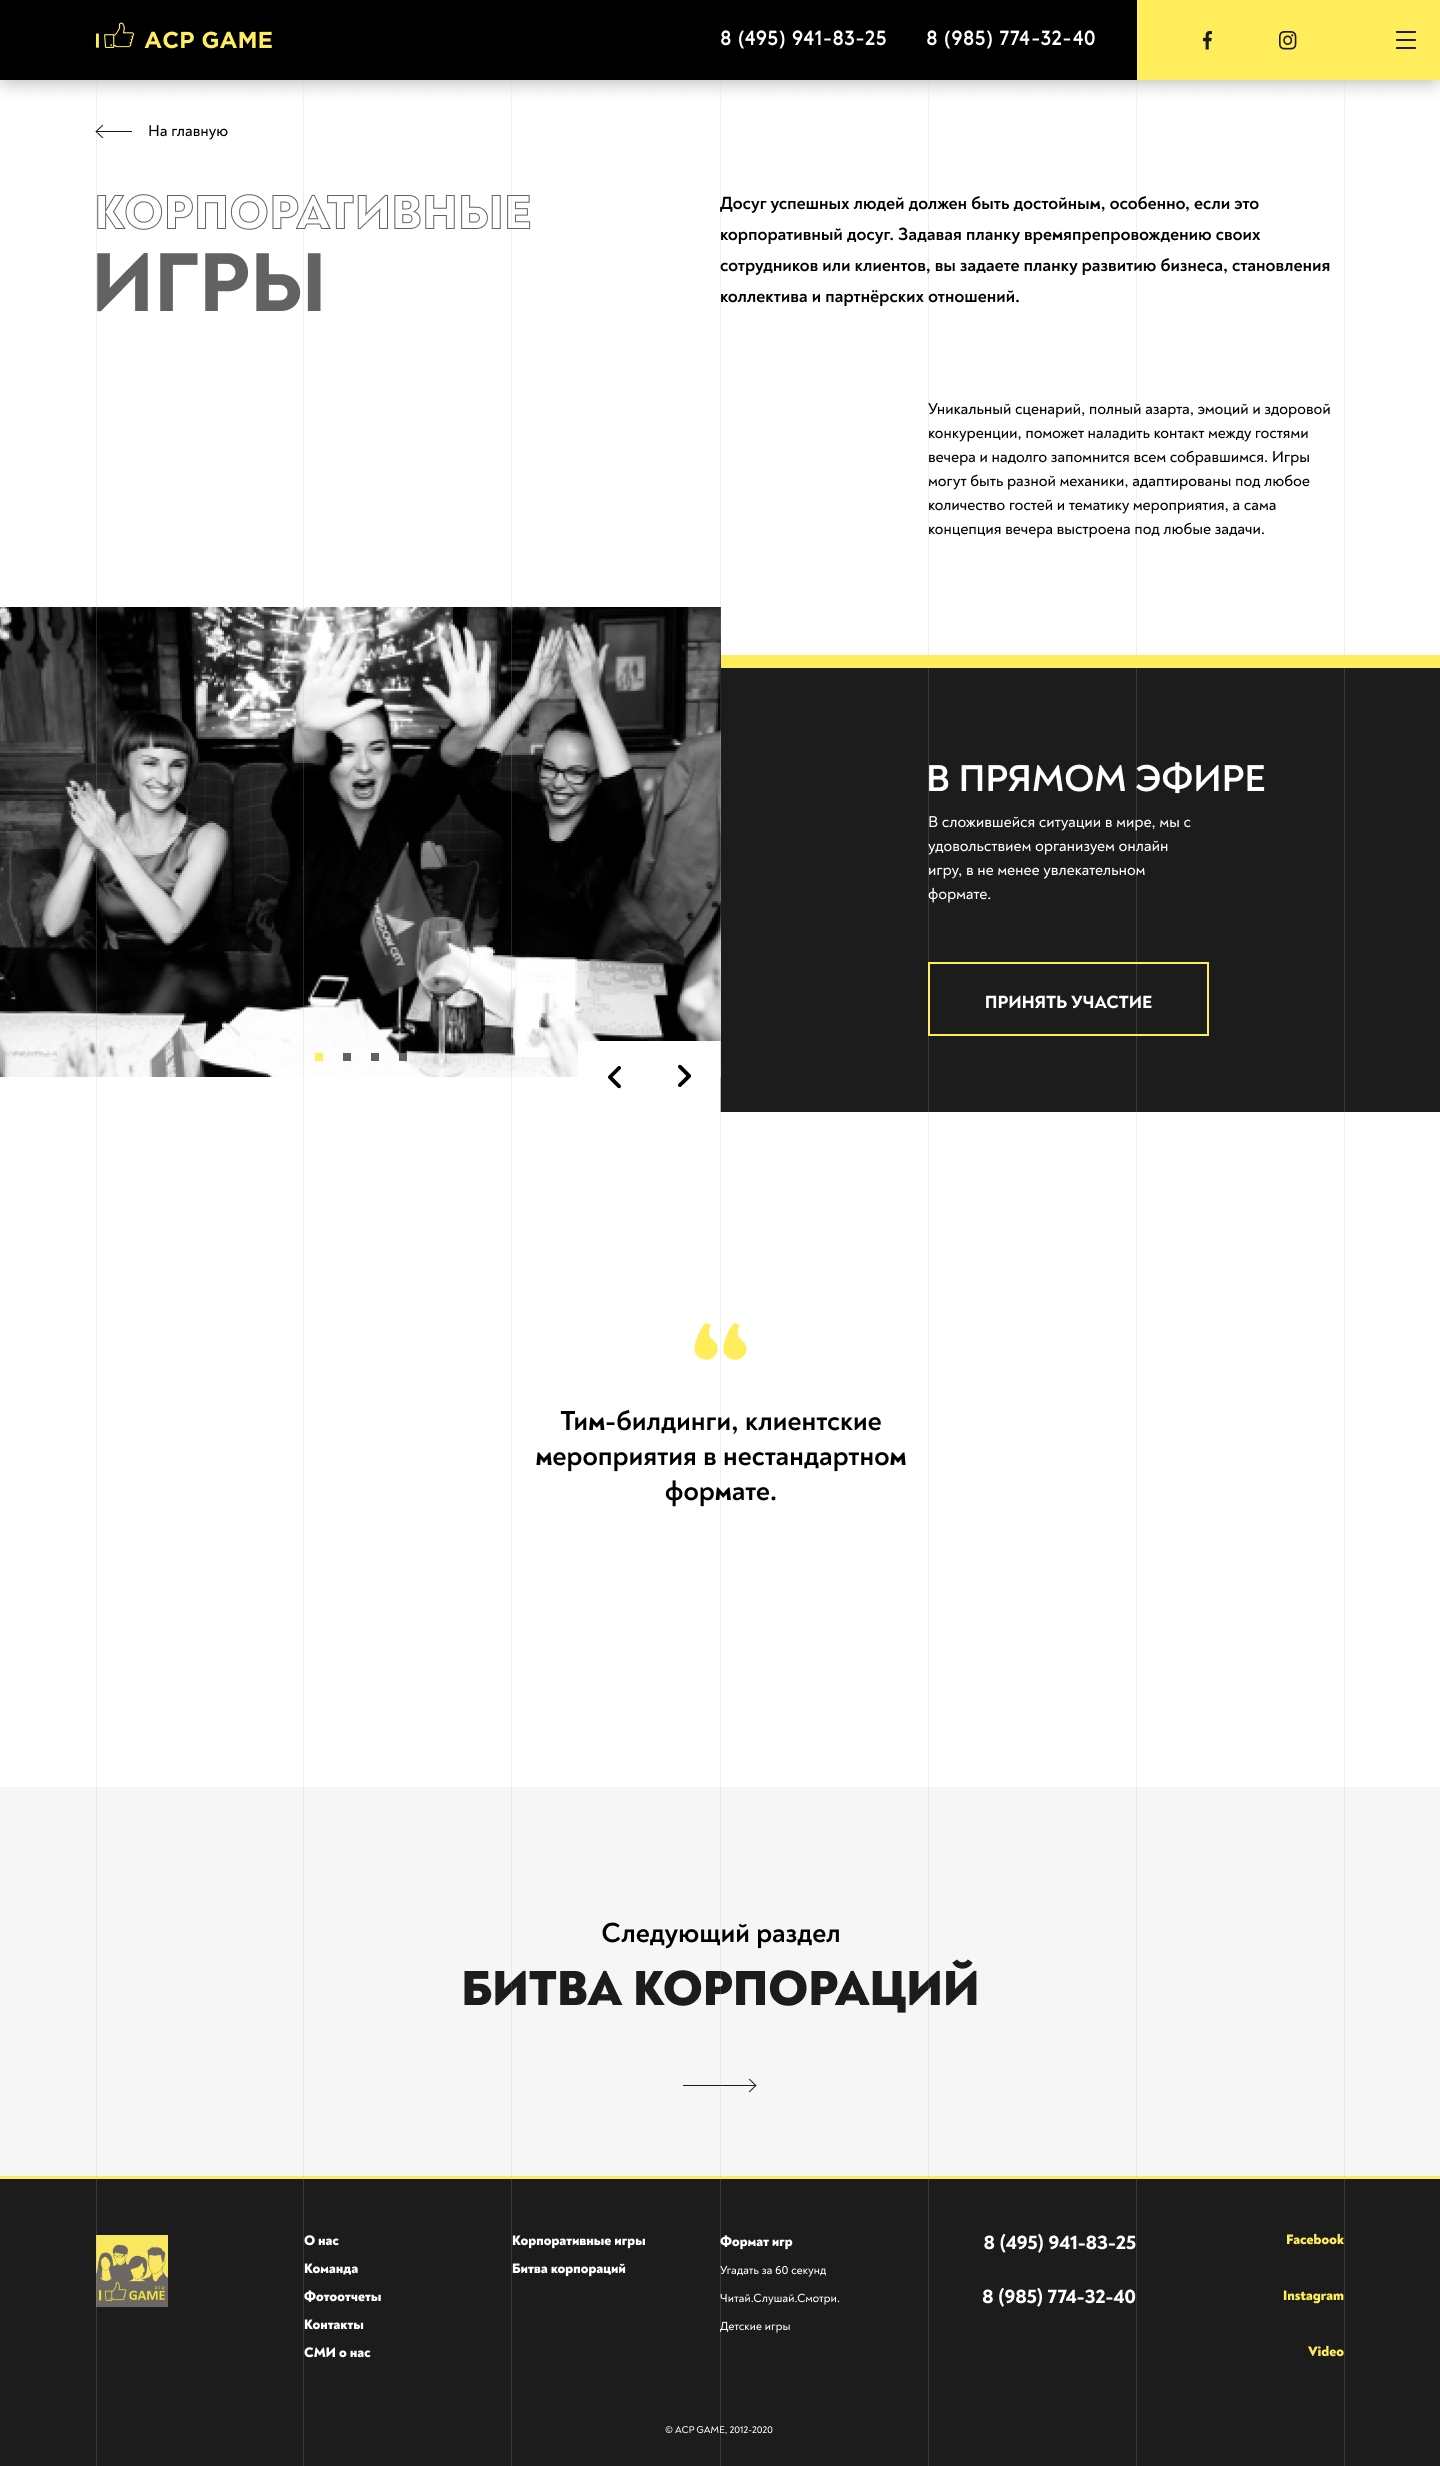 I ACP GAME
8 (495) 941-83-25
8 (985) 774-32-40
На главную
КОРПОРАТИВНЫЕ
ИГРЫ
Досуг успешных людей должен быть достойным, особенно, если это
корпоративный досуг. Задавая планку времяпрепровождению своих
сотрудников или клиентов, вы задаете планку развитию бизнеса, становления
коллектива и партнёрских отношений.
Уникальный сценарий, полный азарта, эмоций и здоровой
конкуренции, поможет наладить контакт между гостями
вечера и надолго запомнится всем собравшимся. Игры
могут быть разной механики, адаптированы под любое
количество гостей и тематику мероприятия, а сама
концепция вечера выстроена под любые задачи.
MOSCOW CITY
В ПРЯМОМ ЭФИРЕ
В сложившейся ситуации в мире, мы с
удовольствием организуем онлайн
игру, в не менее увлекательном
формате.
ПРИНЯТЬ УЧАСТИЕ
Тим-билдинги, клиентские
мероприятия в нестандартном
формате.
Следующий раздел
БИТВА КОРПОРАЦИЙ
I acp GAME
О нас
Команда
Фотоотчеты
Контакты
СМИ о нас
Корпоративные игры
Битва корпораций
Формат игр
Угадать за 60 секунд
Читай.Слушай.Смотри.
Детские игры
8 (495) 941-83-25
8 (985) 774-32-40
Facebook
Instagram
Video
© ACP GAME, 2012-2020